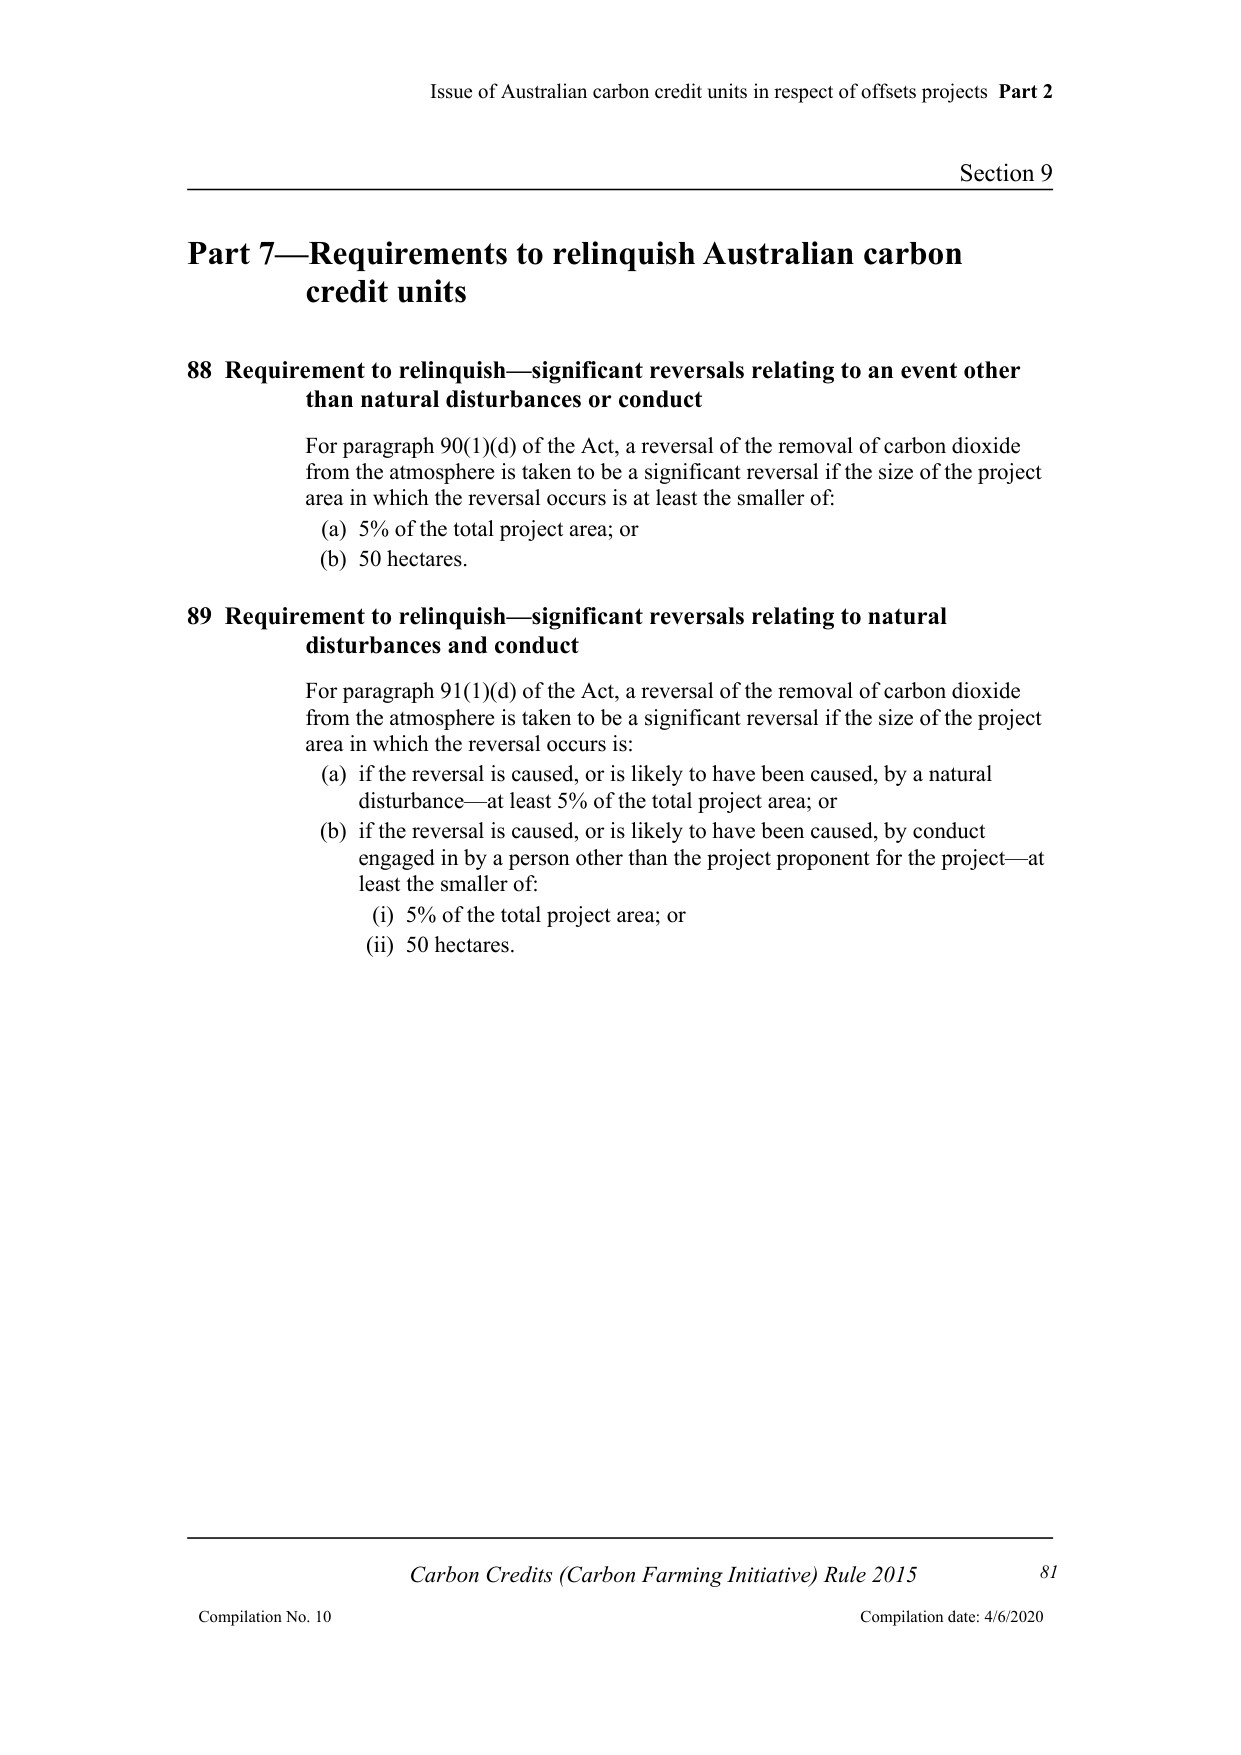 Issue of Australian carbon credit units in respect of offsets projects  Part 2
Section 9
Part 7—Requirements to relinquish Australian carbon
credit units
88  Requirement to relinquish—significant reversals relating to an event other
than natural disturbances or conduct
For paragraph 90(1)(d) of the Act, a reversal of the removal of carbon dioxide
from the atmosphere is taken to be a significant reversal if the size of the project
area in which the reversal occurs is at least the smaller of:
(a)  5% of the total project area; or
(b)  50 hectares.
89  Requirement to relinquish—significant reversals relating to natural
disturbances and conduct
For paragraph 91(1)(d) of the Act, a reversal of the removal of carbon dioxide
from the atmosphere is taken to be a significant reversal if the size of the project
area in which the reversal occurs is:
(a)  if the reversal is caused, or is likely to have been caused, by a natural
disturbance—at least 5% of the total project area; or
(b)  if the reversal is caused, or is likely to have been caused, by conduct
engaged in by a person other than the project proponent for the project—at
least the smaller of:
(i)  5% of the total project area; or
(ii)  50 hectares.
Carbon Credits (Carbon Farming Initiative) Rule 2015  81
Compilation No. 10  Compilation date: 4/6/2020